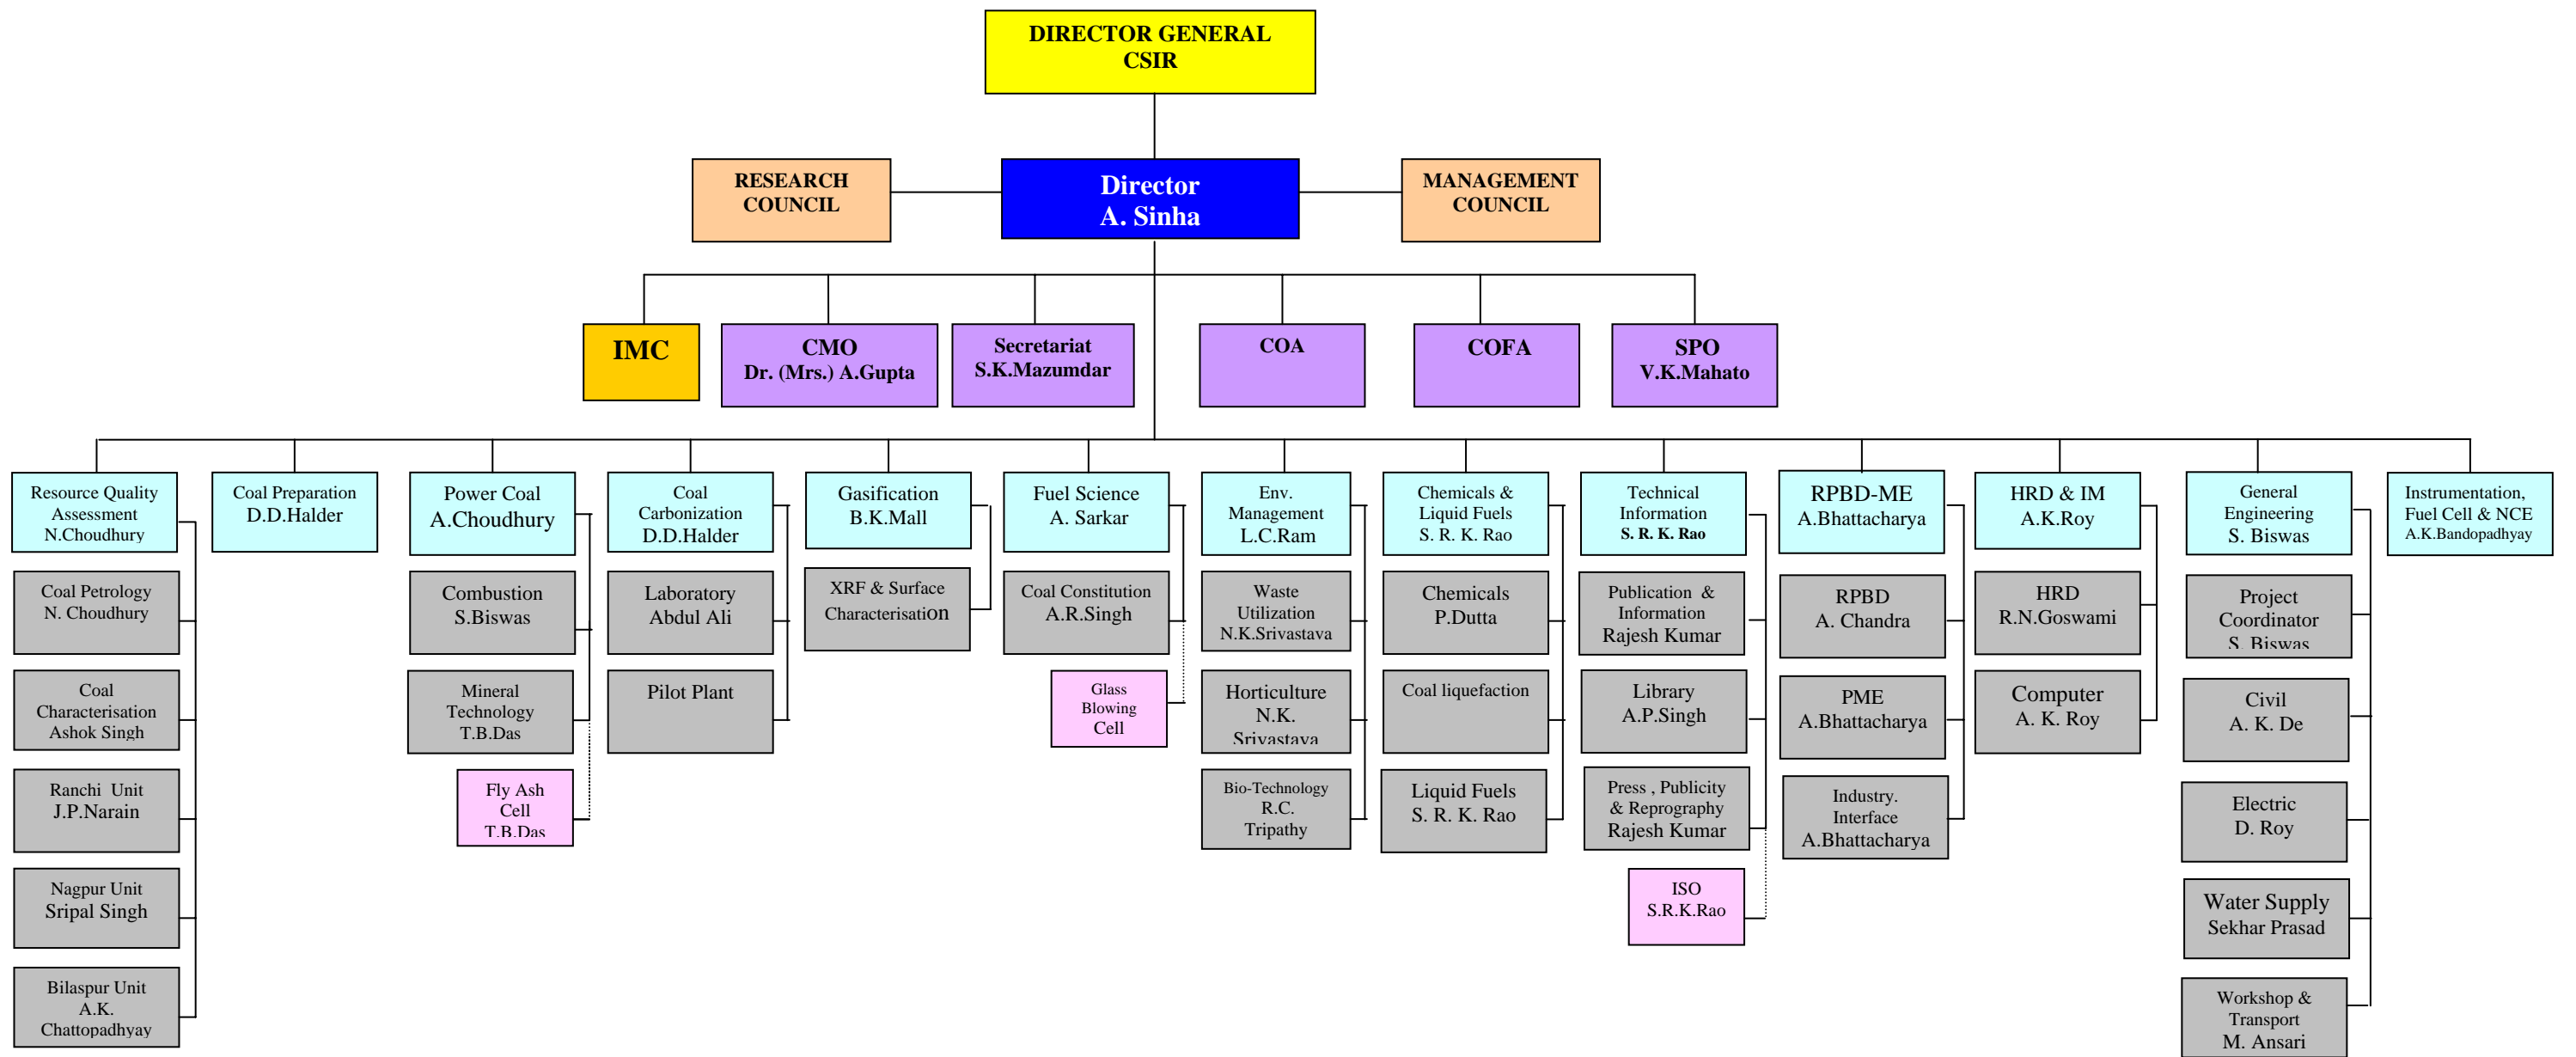 DIRECTOR GENERAL
CSIR
RESEARCH
COUNCIL
Director
A. Sinha
MANAGEMENT
COUNCIL
IMC
CMO
Dr. (Mrs.) A.Gupta
Secretariat
S.K.Mazumdar
COA
COFA
SPO
V.K.Mahato
Resource Quality
Assessment
N.Choudhury
Coal Preparation
D.D.Halder
Power Coal
A.Choudhury
Coal
Carbonization
D.D.Halder
Gasification
B.K.Mall
Fuel Science
A. Sarkar
Env.
Management
L.C.Ram
Chemicals &
Liquid Fuels
S. R. K. Rao
Technical
Information
S. R. K. Rao
RPBD-ME
A.Bhattacharya
HRD & IM
A.K.Roy
General
Engineering
S. Biswas
Instrumentation,
Fuel Cell & NCE
A.K.Bandopadhyay
Coal Petrology
N. Choudhury
Combustion
S.Biswas
Laboratory
Abdul Ali
XRF & Surface
Characterisation
Coal Constitution
A.R.Singh
Waste
Utilization
N.K.Srivastava
Chemicals
P.Dutta
Publication &
Information
Rajesh Kumar
RPBD
A. Chandra
HRD
R.N.Goswami
Project
Coordinator
S. Biswas
Coal
Characterisation
Ashok Singh
Mineral
Technology
T.B.Das
Pilot Plant
Glass
Blowing
Cell
Horticulture
N.K.
Srivastava
Coal liquefaction
Library
A.P.Singh
PME
A.Bhattacharya
Computer
A. K. Roy
Civil
A. K. De
Ranchi Unit
J.P.Narain
Fly Ash
Cell
T.B.Das
Bio-Technology
R.C.
Tripathy
Liquid Fuels
S. R. K. Rao
Press , Publicity
& Reprography
Rajesh Kumar
Industry.
Interface
A.Bhattacharya
Electric
D. Roy
Nagpur Unit
Sripal Singh
ISO
S.R.K.Rao
Water Supply
Sekhar Prasad
Bilaspur Unit
A.K.
Chattopadhyay
Workshop &
Transport
M. Ansari